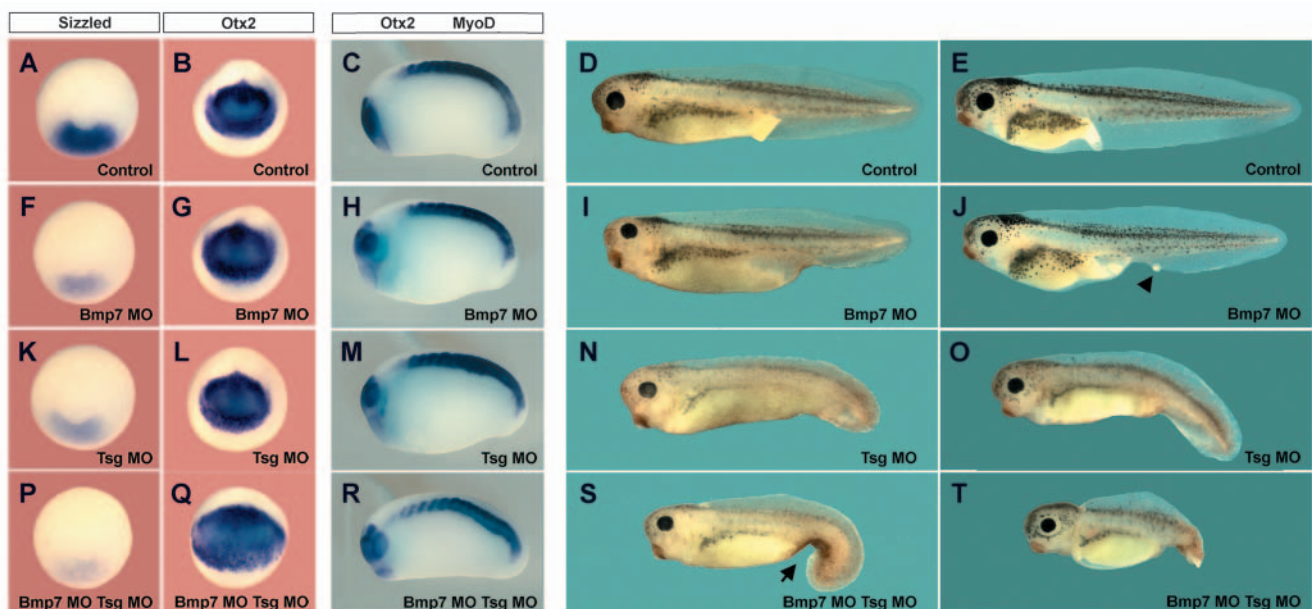 Sizzled Otx2 Otx2 MyoD
A B C D E
Control Control Control Control Control
F G H I J
Bmp7 MO Bmp7 MO Bmp7 MO Bmp7 MO Bmp7 MO
K L M N O
Tsg MO Tsg MO Tsg MO Tsg MO Tsg MO
P Q R S T
Bmp7 MO Tsg MO Bmp7 MO Tsg MO Bmp7 MO Tsg MO Bmp7 MO Tsg MO Bmp7 MO Tsg MO